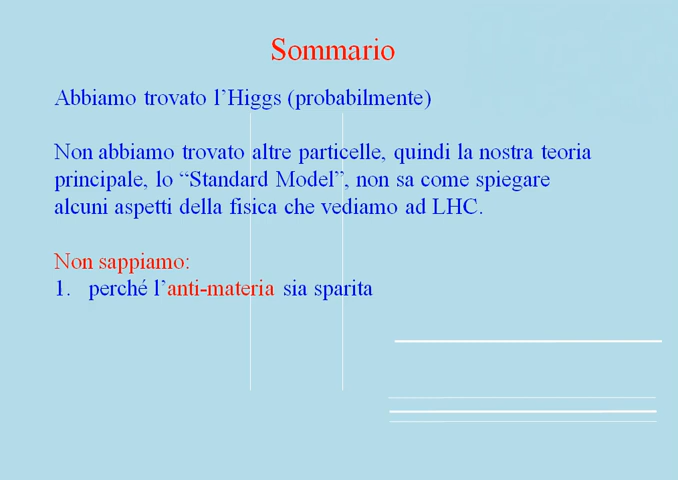 Sommario
Abbiamo trovato l’Higgs (probabilmente)
Non abbiamo trovato altre particelle, quindi la nostra teoria
principale, lo “Standard Model”, non sa come spiegare
alcuni aspetti della fisica che vediamo ad LHC.
Non sappiamo:
1. perché l’anti-materia sia sparita